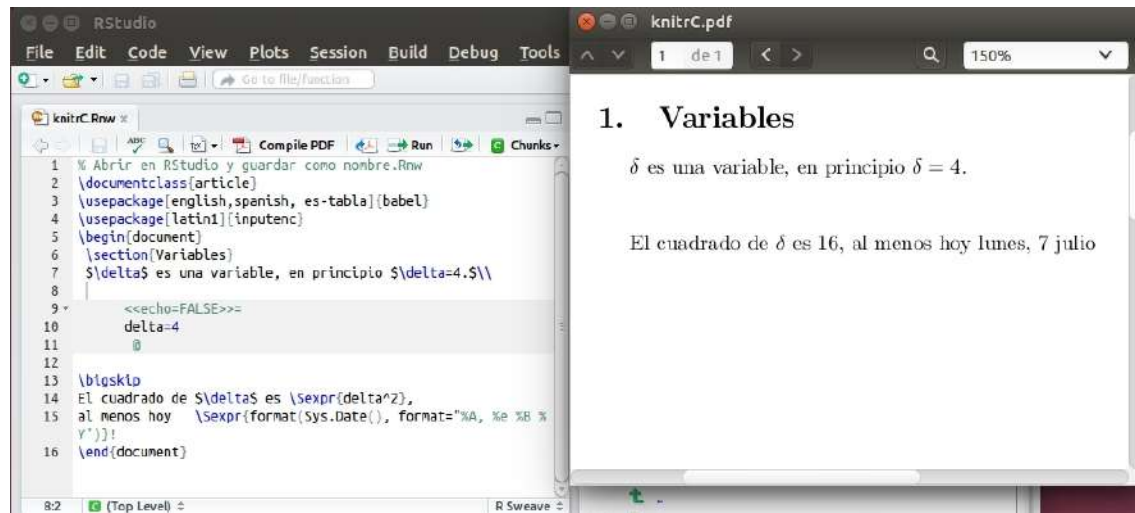 RStudio
File Edit Code View Plots Session Build Debug Tools
Go to file/function
knitrC.Rnw
ABC Compile PDF Run Chunks
1 % Abrir en RStudio y guardar como nombre.Rnw
2 \documentclass{article}
3 \usepackage[english,spanish, es-tabla]{babel}
4 \usepackage[latin1]{inputenc}
5 \begin{document}
6 \section{Variables}
7 $\delta$ es una variable, en principio $\delta=4.$\\
8
9 <<echo=FALSE>>=
10 delta=4
11 @
12
13 \bigskip
14 El cuadrado de $\delta$ es \Sexpr{delta^2},
15 al menos hoy \Sexpr{format(Sys.Date(), format="%A, %e %B %
Y")}!
16 \end{document}
8:2 (Top Level) R Sweave
knitrC.pdf
1 de 1 150%
1. Variables
δ es una variable, en principio δ = 4.
El cuadrado de δ es 16, al menos hoy lunes, 7 julio